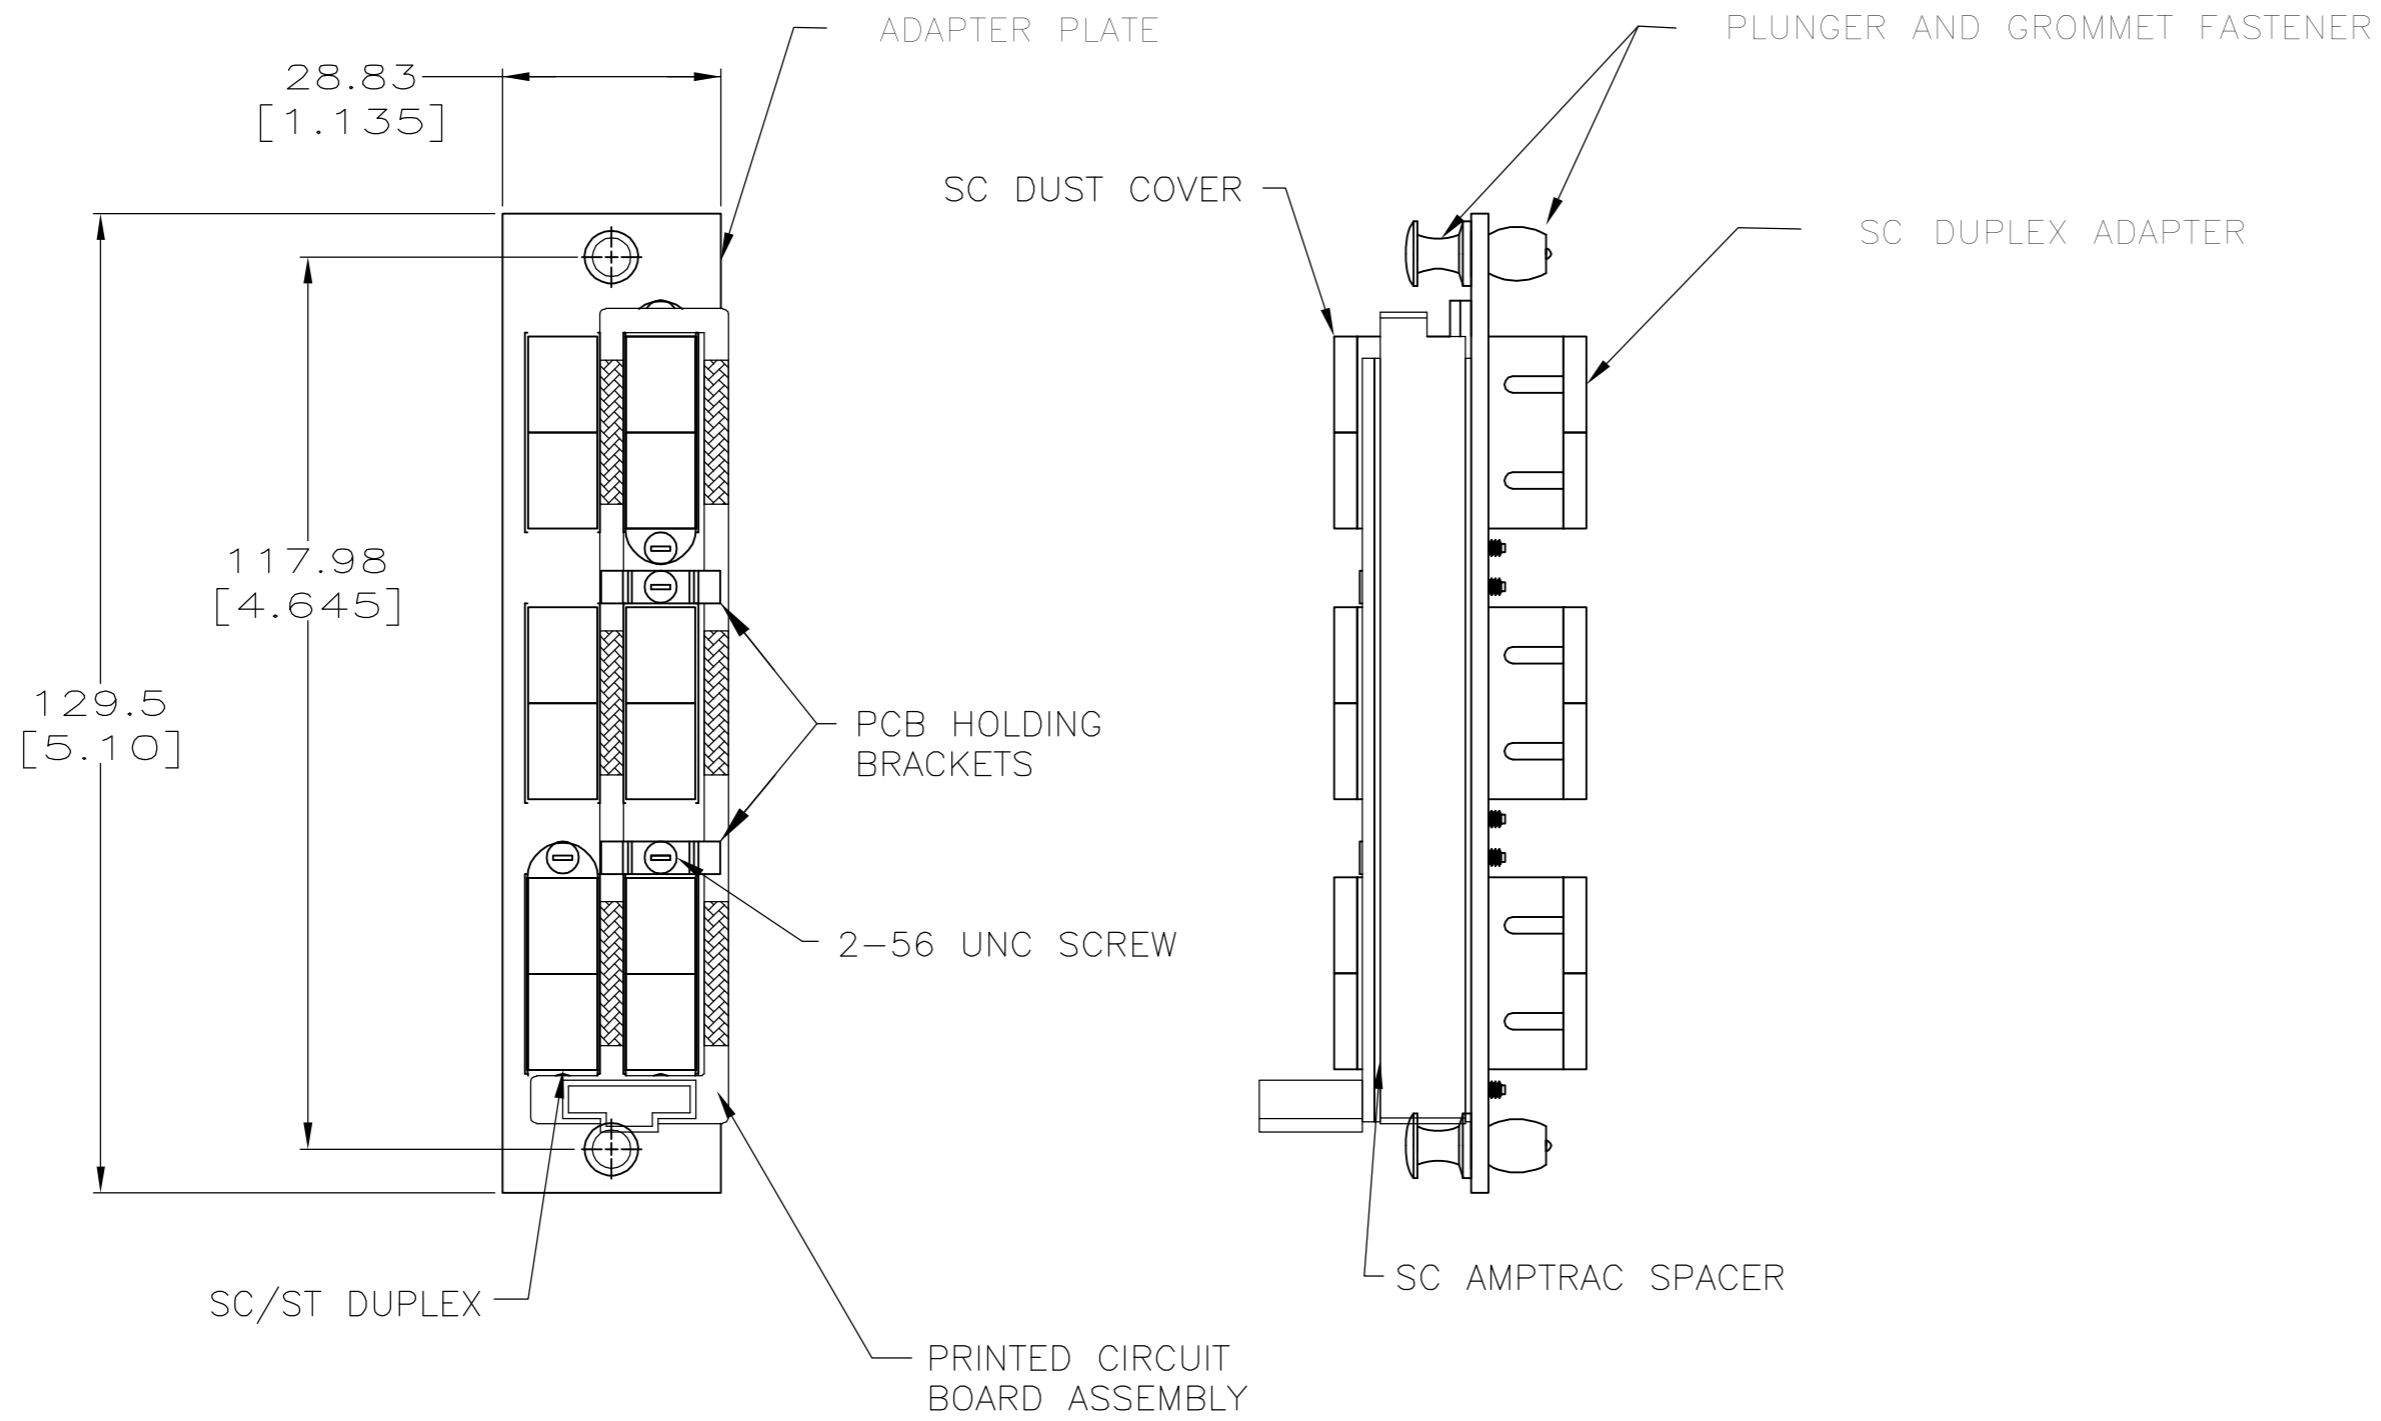 ADAPTER PLATE
PLUNGER AND GROMMET FASTENER
28.83
[1.135]
SC DUST COVER
SC DUPLEX ADAPTER
117.98
[4.645]
129.5
[5.10]
PCB HOLDING
BRACKETS
2-56 UNC SCREW
SC AMPTRAC SPACER
SC/ST DUPLEX
PRINTED CIRCUIT
BOARD ASSEMBLY